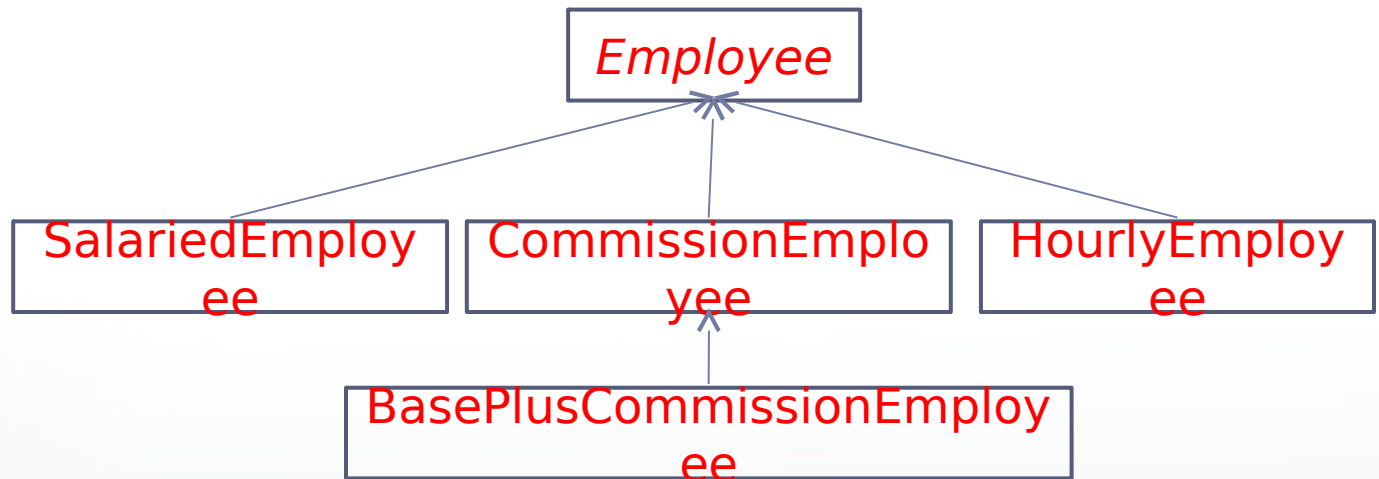 Employee
SalariedEmploy
ee
CommissionEmplo
yee
HourlyEmploy
ee
BasePlusCommissionEmploy
ee